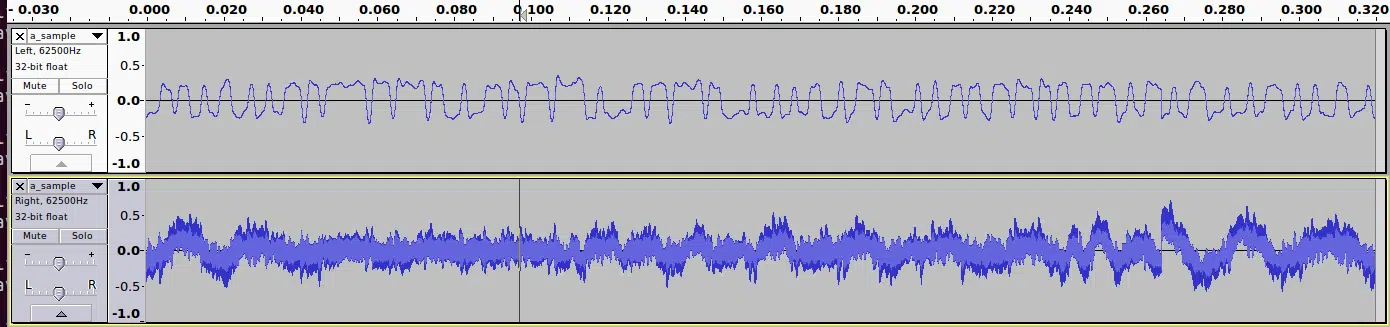 - 0.030 0.000 0.020 0.040 0.060 0.080 0.100 0.120 0.140 0.160 0.180 0.200 0.220 0.240 0.260 0.280 0.300 0.320
a_sample
Left, 62500Hz
32-bit float
Mute Solo
- +
L R
1.0
0.5
0.0
-0.5
-1.0
a_sample
Right, 62500Hz
32-bit float
Mute Solo
- +
L R
1.0
0.5
0.0
-0.5
-1.0